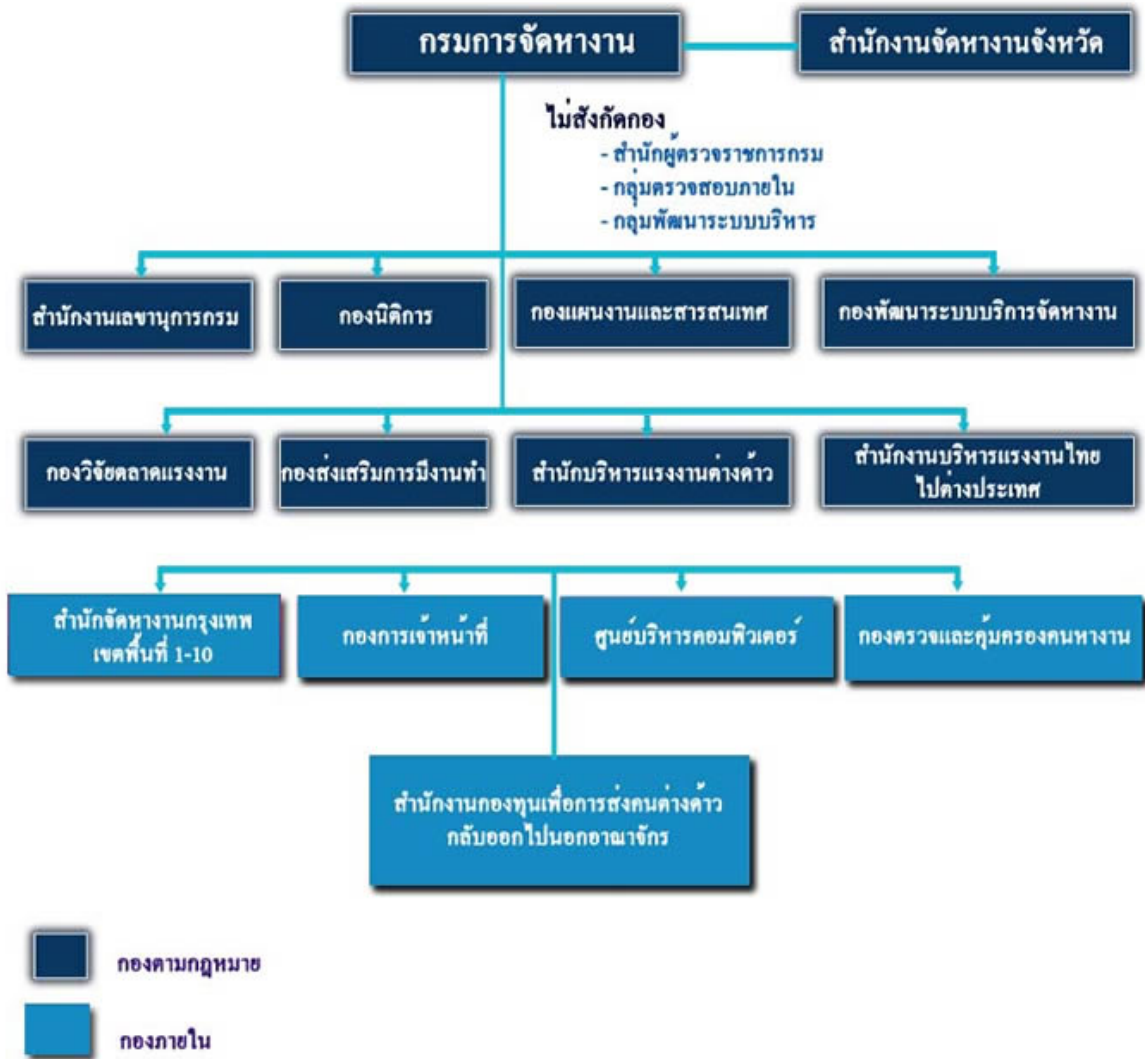 กรมการจัดหางาน
สำนักงานจัดหางานจังหวัด
ไม่สังกัดกอง
- สำนักผู้ตรวจราชการกรม
- กลุ่มตรวจสอบภายใน
- กลุ่มพัฒนาระบบบริหาร
สำนักงานเลขานุการกรม
กองนิติการ
กองแผนงานและสารสนเทศ
กองพัฒนาระบบบริการจัดหางาน
กองวิจัยตลาดแรงงาน
กองส่งเสริมการมีงานทำ
สำนักบริหารแรงงานต่างด้าว
สำนักงานบริหารแรงงานไทย
ไปต่างประเทศ
สำนักจัดหางานกรุงเทพ
เขตพื้นที่ 1-10
กองการเจ้าหน้าที่
ศูนย์บริหารคอมพิวเตอร์
กองตรวจและคุ้มครองคนหางาน
สำนักงานกองทุนเพื่อการส่งคนต่างด้าว
กลับออกไปนอกอาณาจักร
กองตามกฎหมาย
กองภายใน